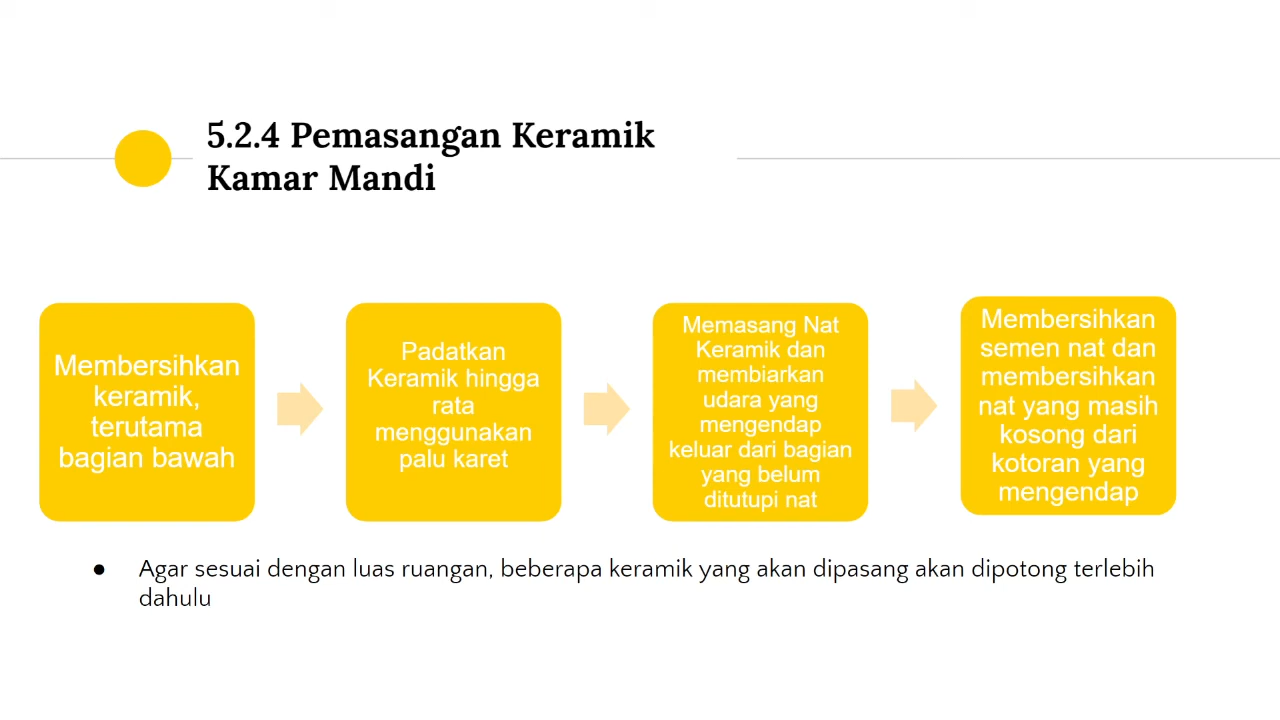 5.2.4 Pemasangan Keramik
Kamar Mandi
Membersihkan
keramik,
terutama
bagian bawah
Padatkan
Keramik hingga
rata
menggunakan
palu karet
Memasang Nat
Keramik dan
membiarkan
udara yang
mengendap
keluar dari bagian
yang belum
ditutupi nat
Membersihkan
semen nat dan
membersihkan
nat yang masih
kosong dari
kotoran yang
mengendap
● Agar sesuai dengan luas ruangan, beberapa keramik yang akan dipasang akan dipotong terlebih
dahulu